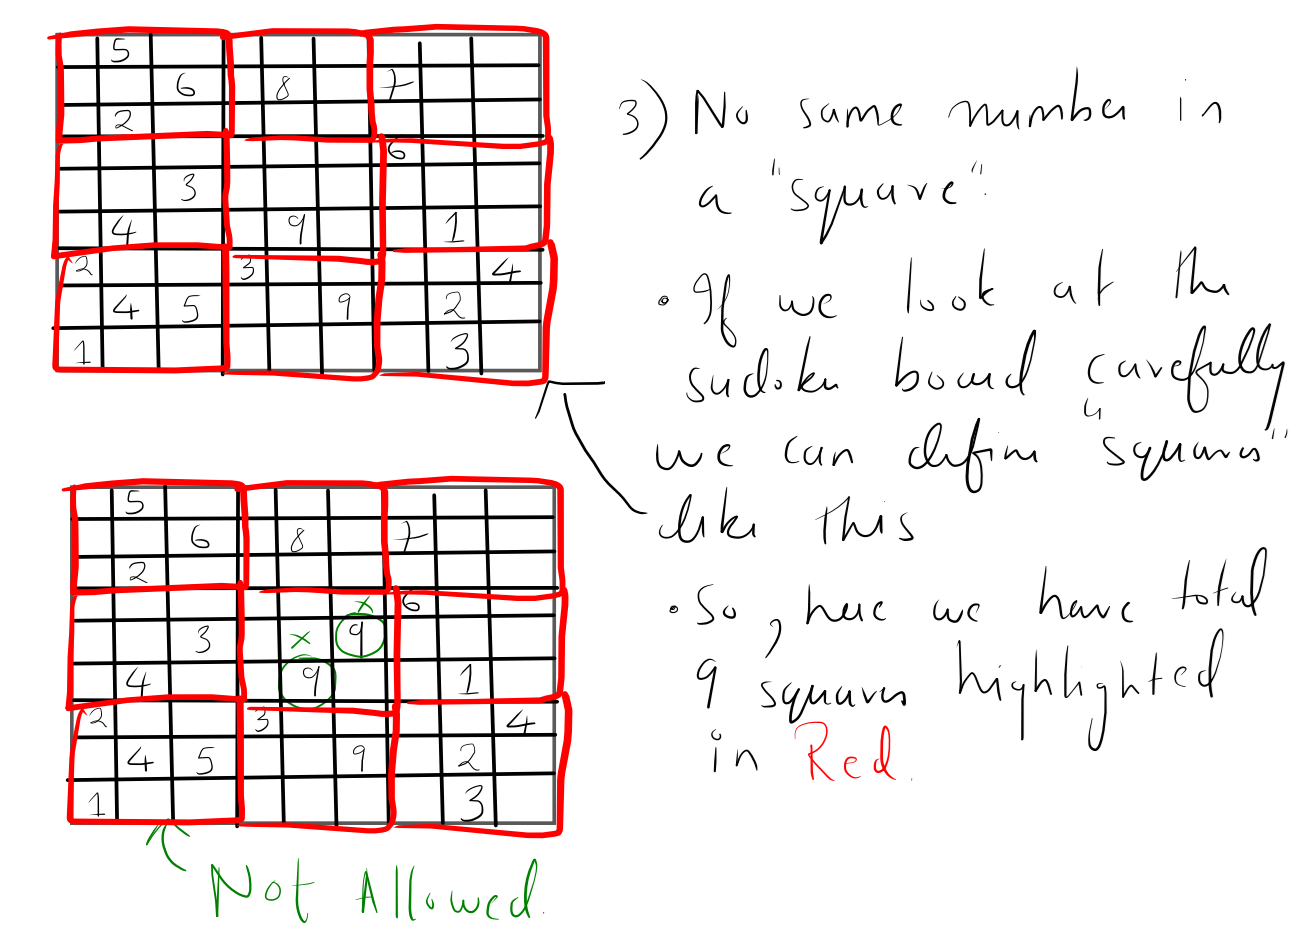 5
6 8 7
2
6
3
4 9 1
2 3 4
4 5 9 2
1 3
3) No same number in
a "square".
• If we look at the
sudoku board carefully
we can define "squares"
like this
• So, here we have total
9 squares highlighted
in Red.
5
6 8 7
2
x 6
3 x 9
4 9 1
2 3 4
4 5 9 2
1 3
Not Allowed.